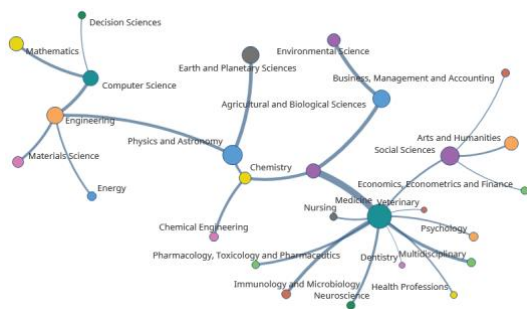 Decision Sciences
Mathematics
Environmental Science
Earth and Planetary Sciences
Computer Science
Business, Management and Accounting
Agricultural and Biological Sciences
Engineering
Arts and Humanities
Physics and Astronomy
Social Sciences
Materials Science
Chemistry
Economics, Econometrics and Finance
Energy
Medicine
Veterinary
Nursing
Chemical Engineering
Psychology
Pharmacology, Toxicology and Pharmaceutics
Dentistry
Multidisciplinary
Immunology and Microbiology
Health Professions
Neuroscience